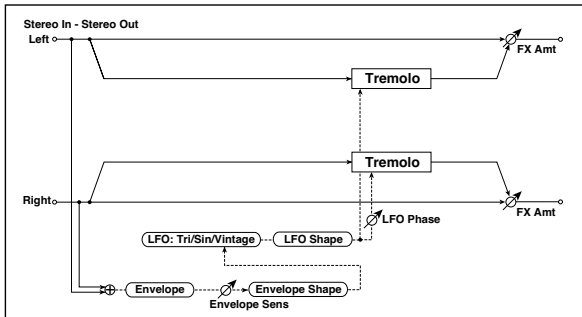 Stereo In - Stereo Out
Left
FX Amt
Tremolo
Tremolo
Right
FX Amt
LFO Phase
LFO: Tri/Sin/Vintage
LFO Shape
Envelope
Envelope Shape
Envelope Sens